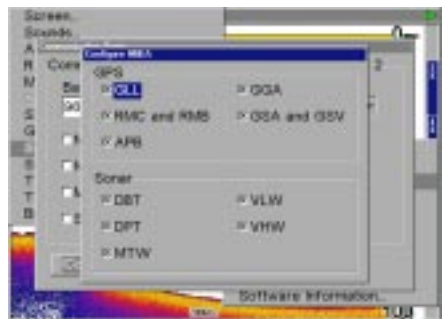 Screen...
Sounds...
Configure NMEA
GPS
GLL
GGA
RMC and RMB
GSA and GSV
APB
Sonar
DBT
VLW
DPT
VHW
MTW
Software Information...